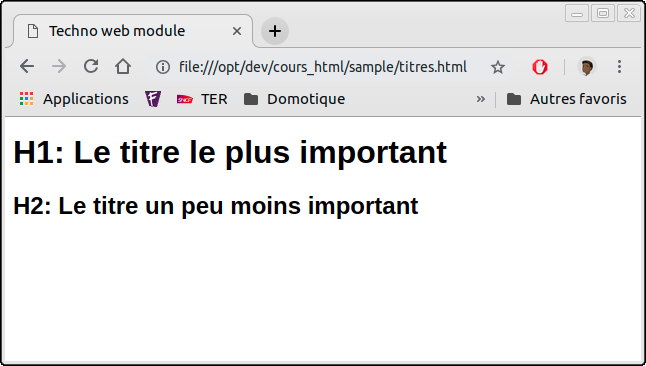 Techno web module
file:///opt/dev/cours_html/sample/titres.html
Applications TER Domotique » Autres favoris
H1: Le titre le plus important
H2: Le titre un peu moins important